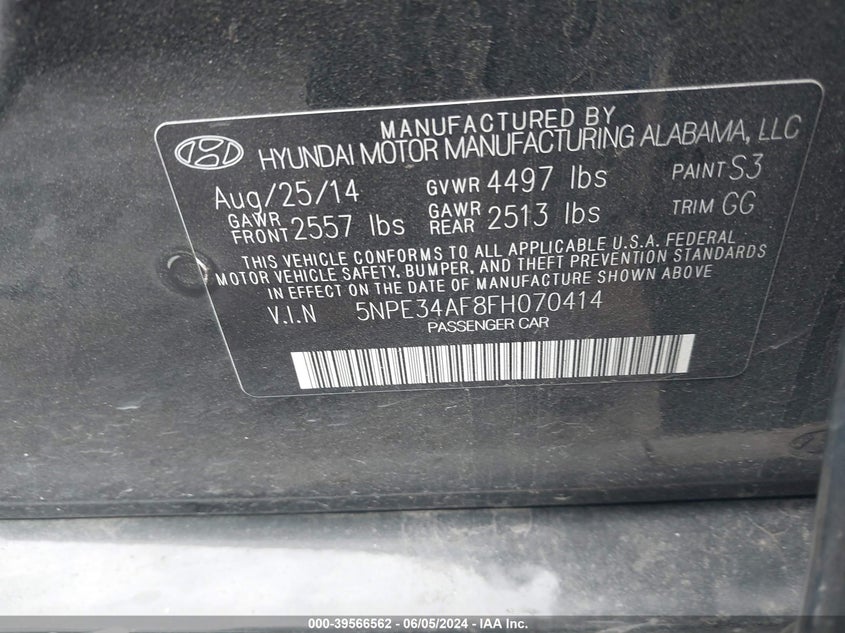 MANUFACTURED BY
HYUNDAI MOTOR MANUFACTURING ALABAMA, LLC
Aug/25/14 GVWR 4497 lbs PAINT S3
GAWR FRONT 2557 lbs GAWR REAR 2513 lbs TRIM GG
THIS VEHICLE CONFORMS TO ALL APPLICABLE U.S.A. FEDERAL
MOTOR VEHICLE SAFETY, BUMPER, AND THEFT PREVENTION STANDARDS
IN EFFECT ON THE DATE OF MANUFACTURE SHOWN ABOVE
V.I.N 5NPE34AF8FH070414
PASSENGER CAR
000-39566562 - 06/05/2024 - IAA Inc.